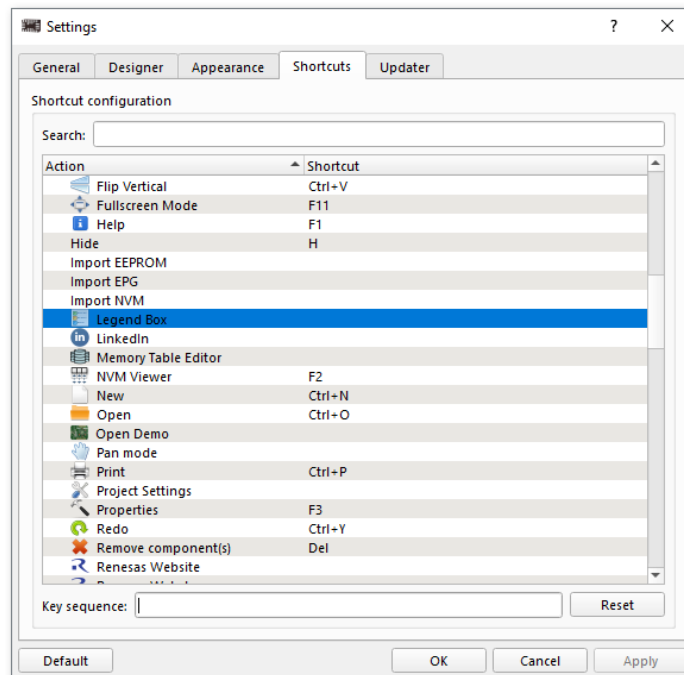 Settings ?
General Designer Appearance Shortcuts Updater
Shortcut configuration
Search:
Action Shortcut
Flip Vertical Ctrl+V
Fullscreen Mode F11
Help F1
Hide H
Import EEPROM
Import EPG
Import NVM
Legend Box
in LinkedIn
Memory Table Editor
NVM Viewer F2
New Ctrl+N
Open Ctrl+O
Open Demo
Pan mode
Print Ctrl+P
Project Settings
Properties F3
Redo Ctrl+Y
Remove component(s) Del
Renesas Website
Key sequence: Reset
Default OK Cancel Apply